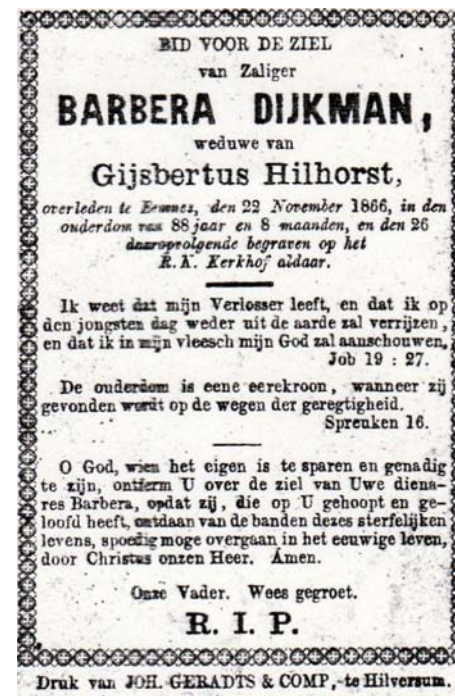 BID VOOR DE ZIEL
van Zaliger
BARBERA DIJKMAN,
weduwe van
Gijsbertus Hilhorst,
overleden te Eemnes, den 22 November 1866, in den
ouderdom van 88 jaar en 8 maanden, en den 26
daaropvolgende begraven op het
R. K. Kerkhof aldaar.
Ik weet dat mijn Verlosser leeft, en dat ik op
den jongsten dag weder uit de aarde zal verrijzen,
en dat ik in mijn vleesch mijn God zal aanschouwen.
Job 19 : 27.
De ouderdom is eene eerekroon, wanneer zij
gevonden wordt op de wegen der geregtigheid.
Spreuken 16.
O God, wien het eigen is te sparen en genadig
te zijn, ontferm U over de ziel van Uwe diena-
res Barbera, opdat zij, die op U gehoopt en ge-
loofd heeft, ontdaan van de banden dezes sterfelijken
levens, spoedig moge overgaan in het eeuwige leven,
door Christus onzen Heer. Amen.
Onze Vader. Wees gegroet.
R. I. P.
Druk van JOH. GERADTS & COMP, te Hilversum.